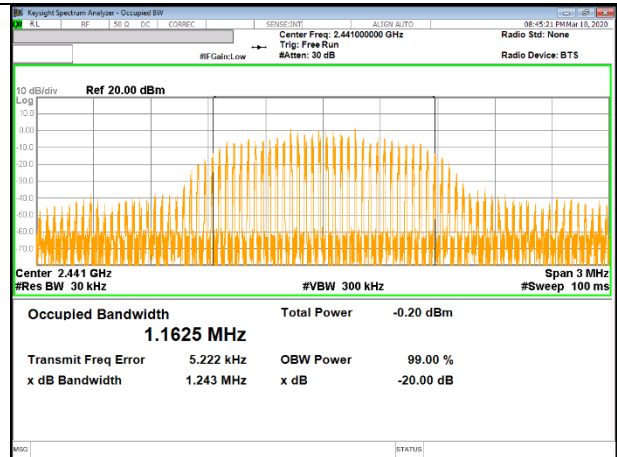 Keysight Spectrum Analyzer - Occupied BW
RL RF 50 Ω DC CORREC SENSE:INT ALIGN AUTO 08:45:21 PM Mar 10, 2020
Center Freq: 2.441000000 GHz Radio Std: None
Trig: Free Run
#IFGain:Low #Atten: 30 dB Radio Device: BTS
10 dB/div Ref 20.00 dBm
Log
10.0
0.00
-10.0
-20.0
-30.0
-40.0
-50.0
-60.0
-70.0
Center 2.441 GHz Span 3 MHz
#Res BW 30 kHz #VBW 300 kHz #Sweep 100 ms
Occupied Bandwidth Total Power -0.20 dBm
1.1625 MHz
Transmit Freq Error 5.222 kHz OBW Power 99.00 %
x dB Bandwidth 1.243 MHz x dB -20.00 dB
MSG STATUS